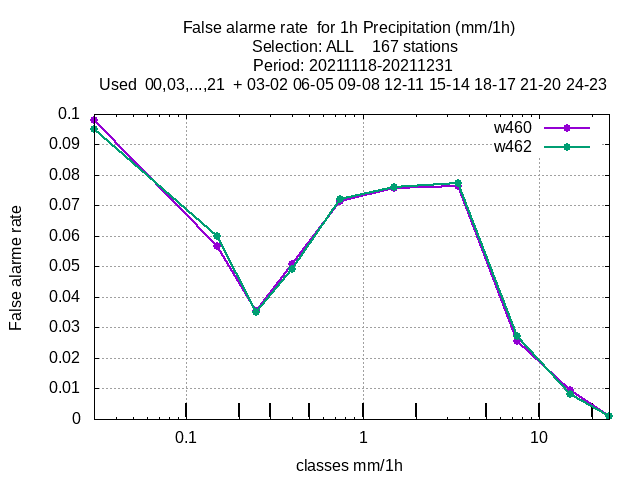 False alarme rate  for 1h Precipitation (mm/1h)
Selection: ALL    167 stations
Period: 20211118-20211231
Used  00,03,...,21  + 03-02 06-05 09-08 12-11 15-14 18-17 21-20 24-23
w460
w462
0.1
0.09
0.08
0.07
0.06
0.05
0.04
0.03
0.02
0.01
0
False alarme rate
0.1
1
10
classes mm/1h